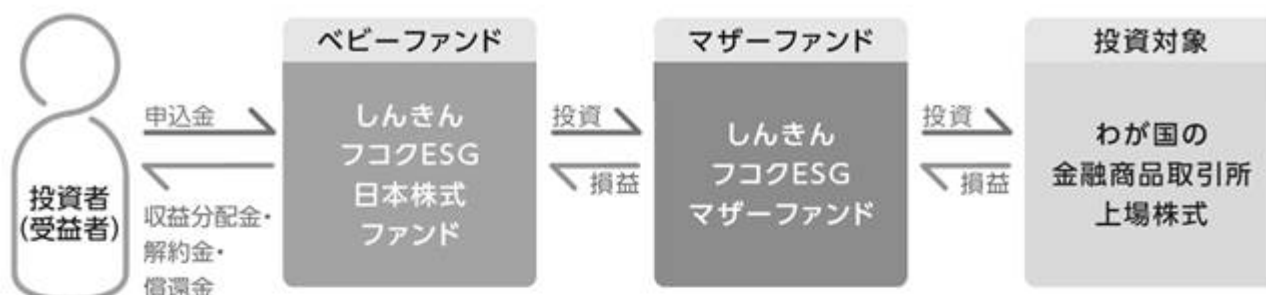 投資者
(受益者)
申込金
収益分配金・
解約金・
償還金
ベビーファンド
しんきん
フコクESG
日本株式
ファンド
投資
損益
マザーファンド
しんきん
フコクESG
マザーファンド
投資
損益
投資対象
わが国の
金融商品取引所
上場株式